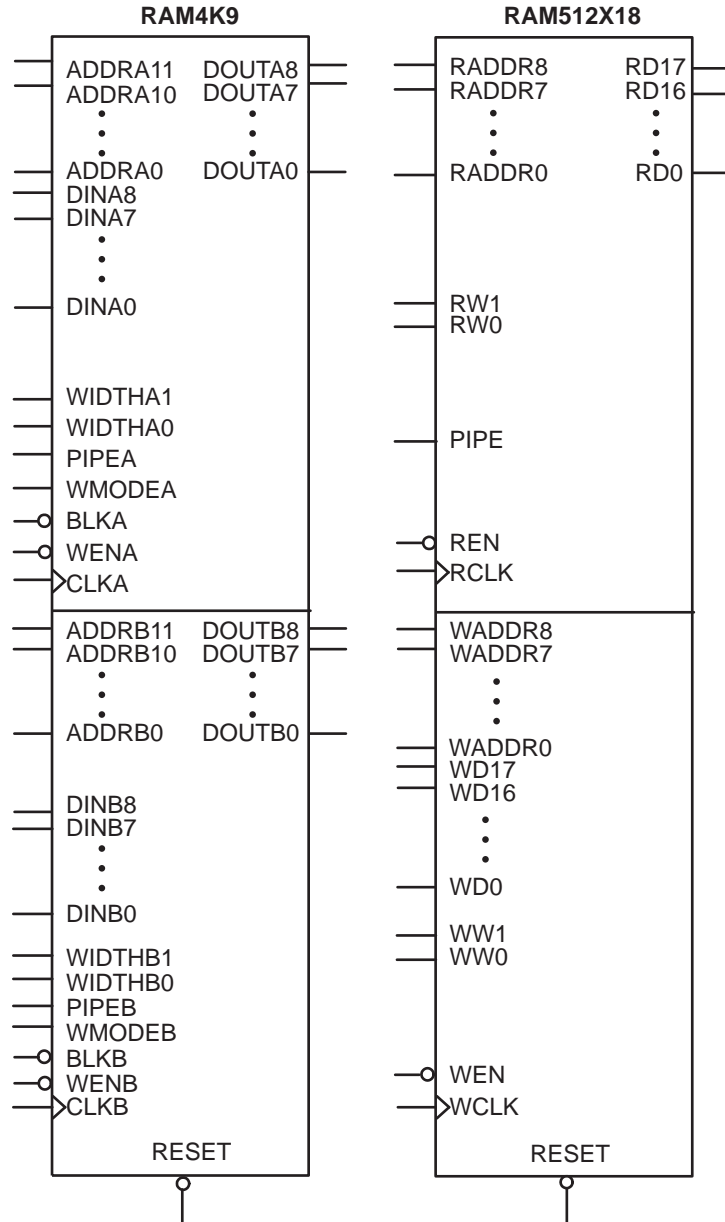 RAM4K9
ADDRA11 DOUTA8
ADDRA10 DOUTA7
ADDRA0 DOUTA0
DINA8
DINA7
DINA0
WIDTHA1
WIDTHA0
PIPEA
WMODEA
BLKA
WENA
CLKA
ADDRB11 DOUTB8
ADDRB10 DOUTB7
ADDRB0 DOUTB0
DINB8
DINB7
DINB0
WIDTHB1
WIDTHB0
PIPEB
WMODEB
BLKB
WENB
CLKB
RESET
RAM512X18
RADDR8 RD17
RADDR7 RD16
RADDR0 RD0
RW1
RW0
PIPE
REN
RCLK
WADDR8
WADDR7
WADDR0
WD17
WD16
WD0
WW1
WW0
WEN
WCLK
RESET